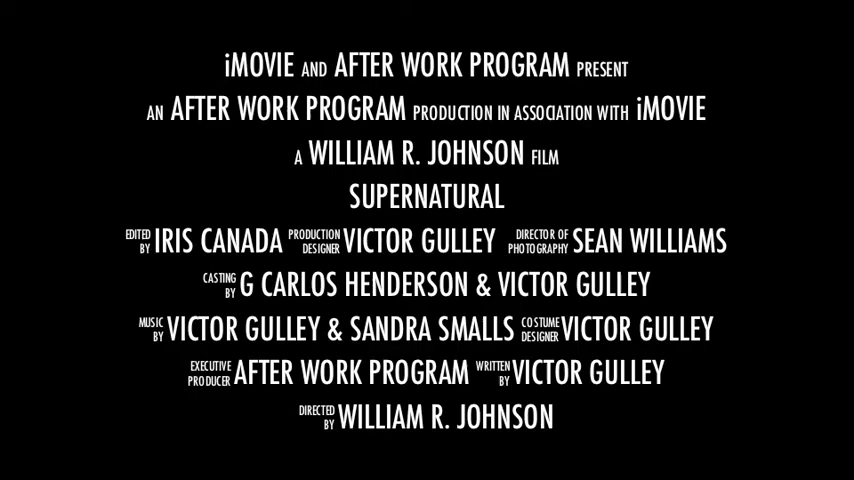 iMOVIE AND AFTER WORK PROGRAM PRESENT
AN AFTER WORK PROGRAM PRODUCTION IN ASSOCIATION WITH iMOVIE
A WILLIAM R. JOHNSON FILM
SUPERNATURAL
EDITED BY IRIS CANADA PRODUCTION DESIGNER VICTOR GULLEY DIRECTOR OF PHOTOGRAPHY SEAN WILLIAMS
CASTING BY G CARLOS HENDERSON & VICTOR GULLEY
MUSIC BY VICTOR GULLEY & SANDRA SMALLS COSTUME DESIGNER VICTOR GULLEY
EXECUTIVE PRODUCER AFTER WORK PROGRAM WRITTEN BY VICTOR GULLEY
DIRECTED BY WILLIAM R. JOHNSON